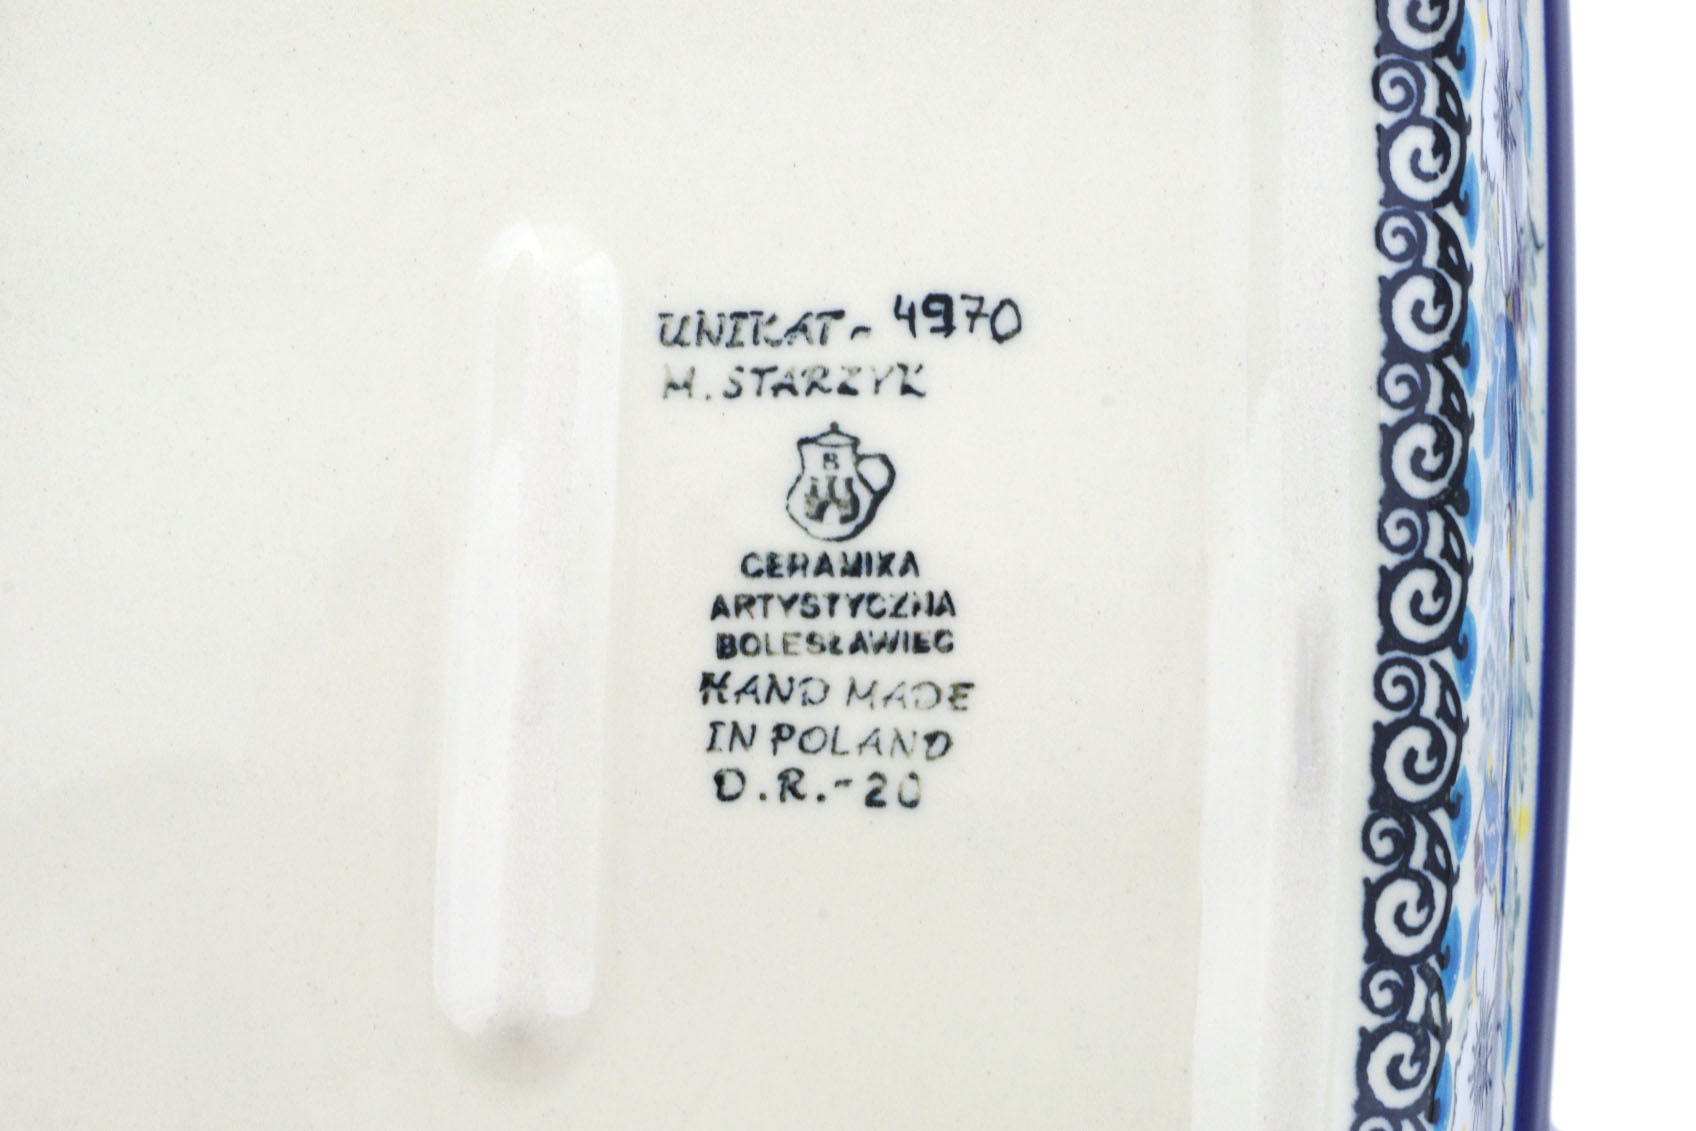 UNIKAT-4970
M. STARZYK
B
CERAMIKA
ARTYSTYCZNA
BOLESŁAWIEC
HAND MADE
IN POLAND
D.R.-20